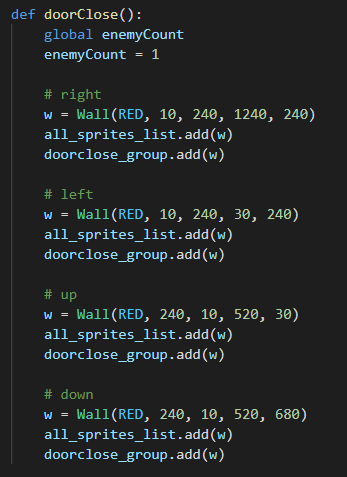 def doorClose():
    global enemyCount
    enemyCount = 1

    # right
    w = Wall(RED, 10, 240, 1240, 240)
    all_sprites_list.add(w)
    doorclose_group.add(w)

    # left
    w = Wall(RED, 10, 240, 30, 240)
    all_sprites_list.add(w)
    doorclose_group.add(w)

    # up
    w = Wall(RED, 240, 10, 520, 30)
    all_sprites_list.add(w)
    doorclose_group.add(w)

    # down
    w = Wall(RED, 240, 10, 520, 680)
    all_sprites_list.add(w)
    doorclose_group.add(w)